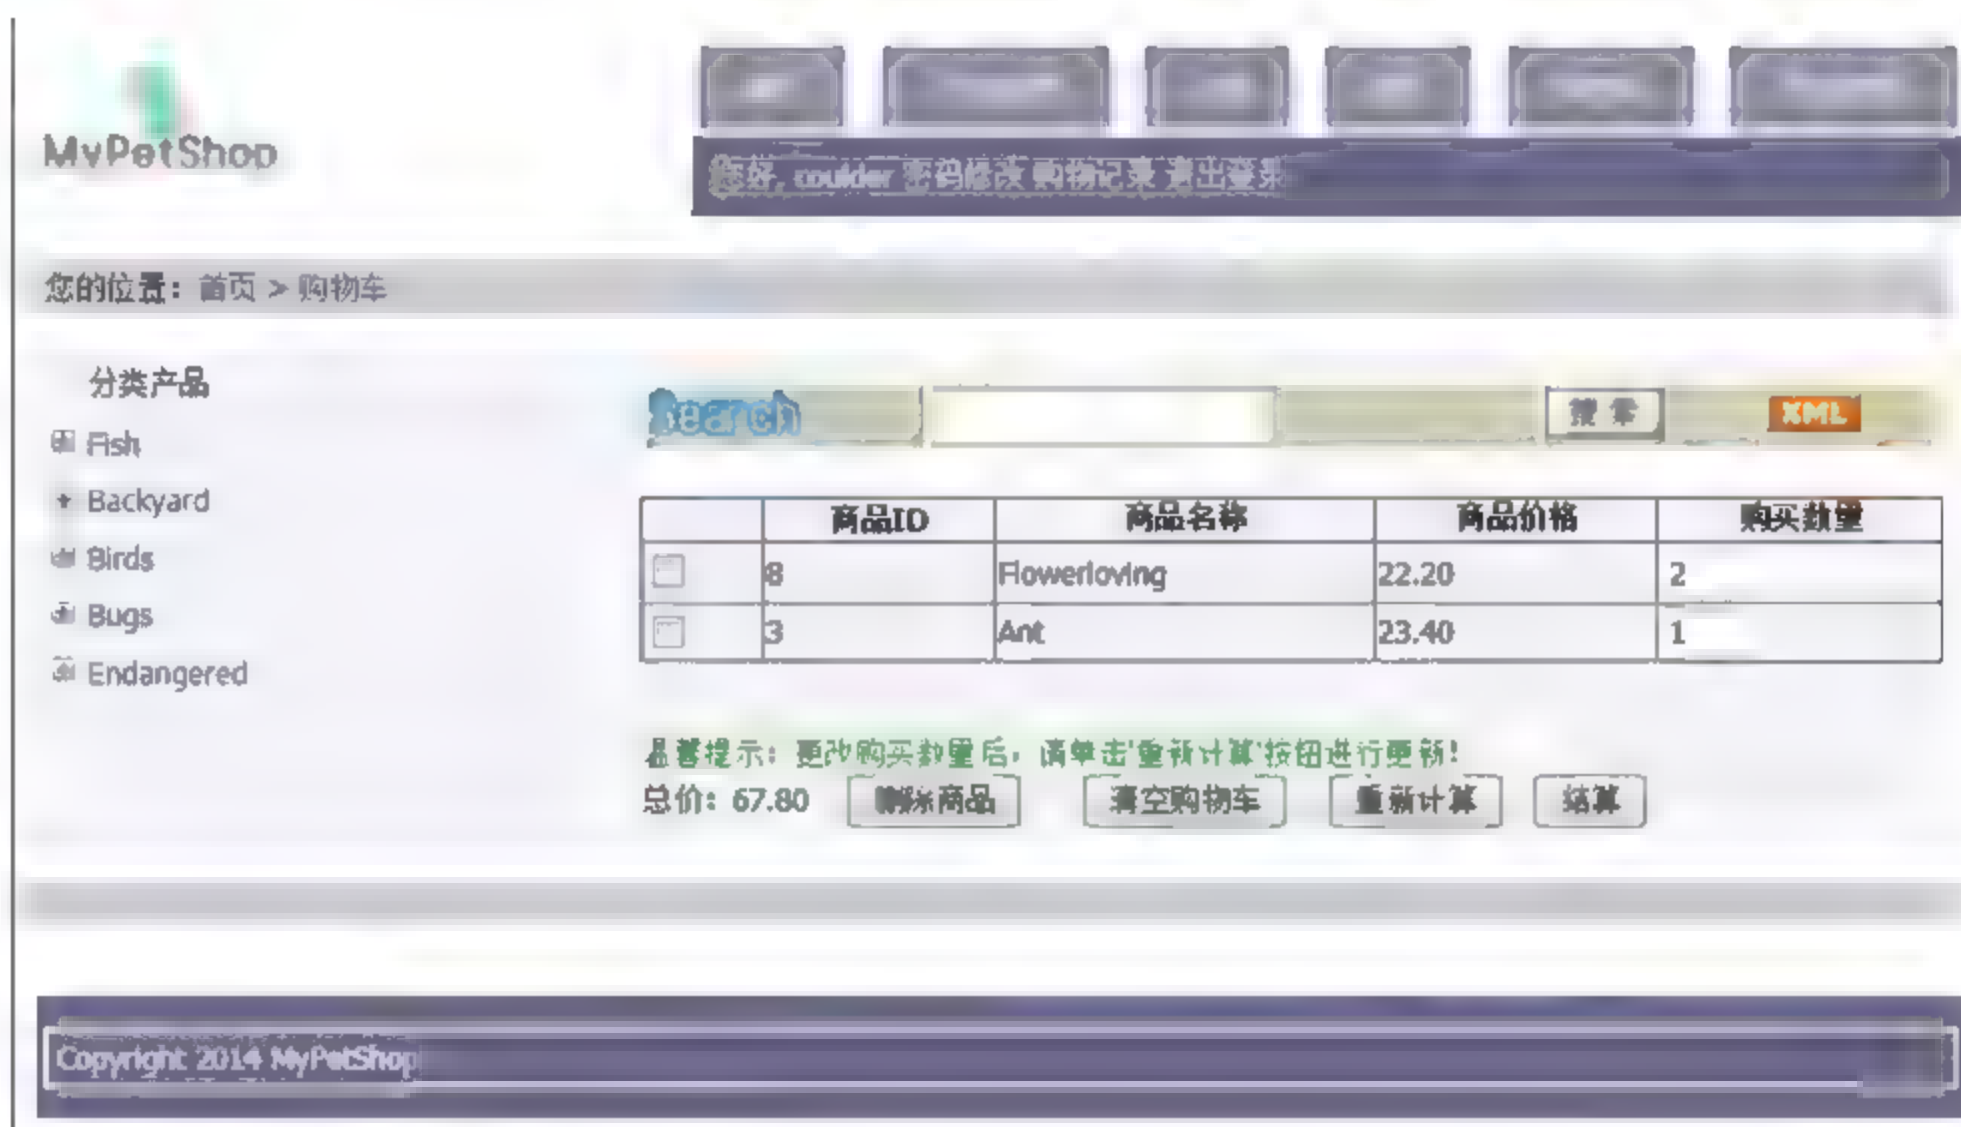 MyPetShop
您好, coulder 密码修改 购物记录 退出登录
您的位置：首页 > 购物车
分类产品
Fish
Backyard
Birds
Bugs
Endangered
Search 搜索 XML
商品ID 商品名称 商品价格 购买数量
8 Flowerloving 22.20 2
3 Ant 23.40 1
温馨提示：更改购买数量后，请单击'重新计算'按钮进行更新！
总价：67.80 删除商品 清空购物车 重新计算 结算
Copyright 2014 MyPetShop